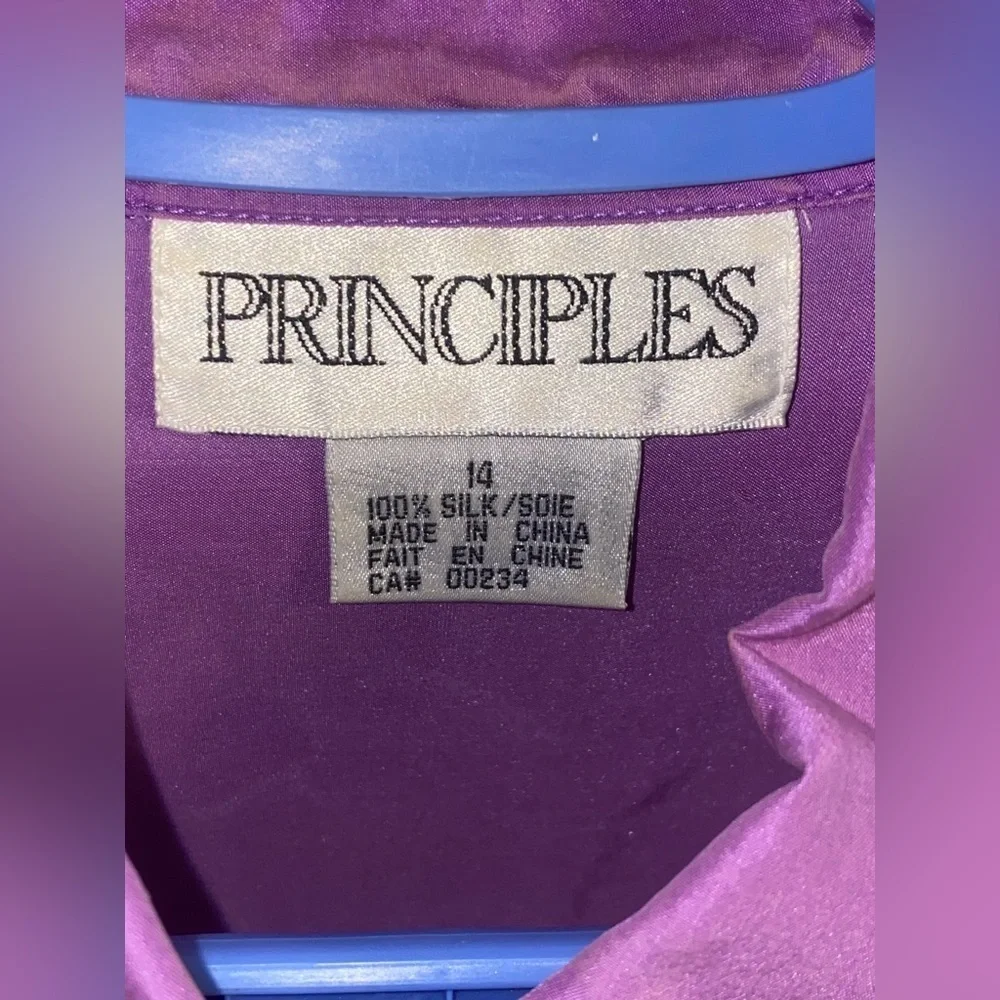 PRINCIPLES
14
100% SILK/SOIE
MADE IN CHINA
FAIT EN CHINE
CA# 00234